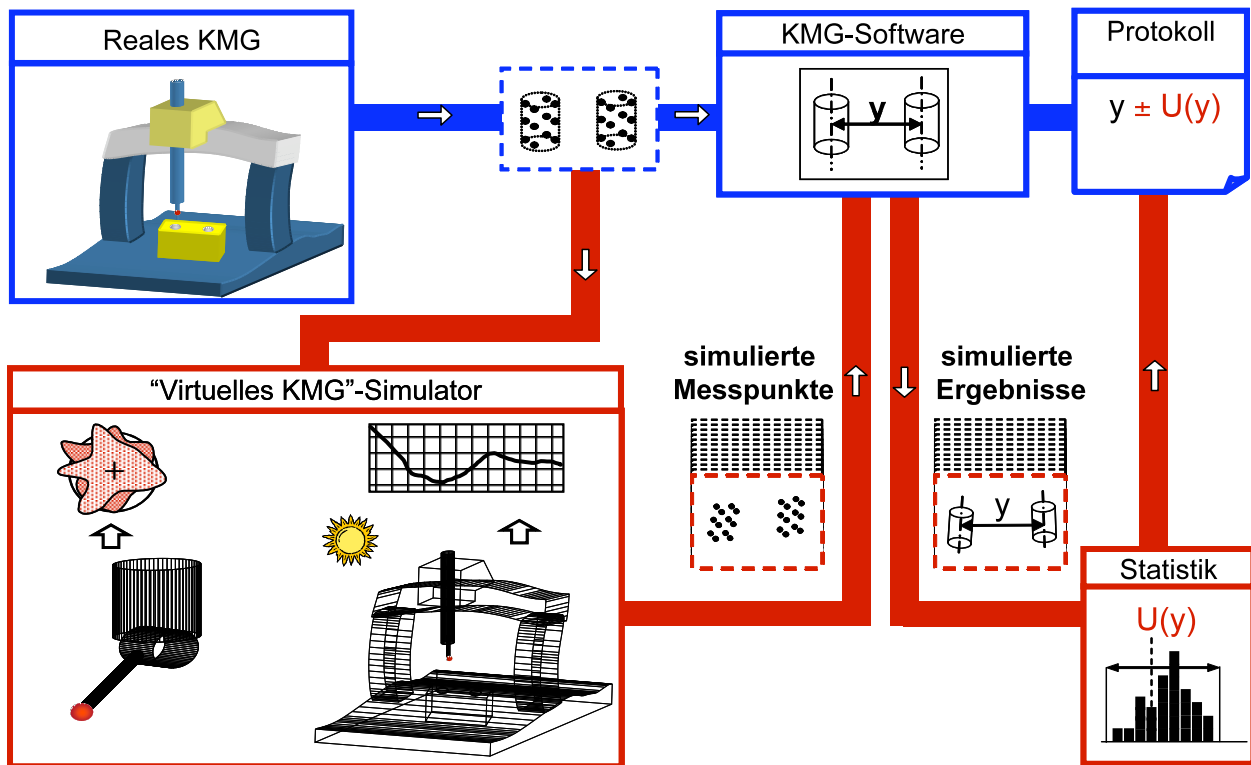 Reales KMG
KMG-Software
y
Protokoll
y ± U(y)
“Virtuelles KMG”-Simulator
simulierte
Messpunkte
simulierte
Ergebnisse
y
Statistik
U(y)